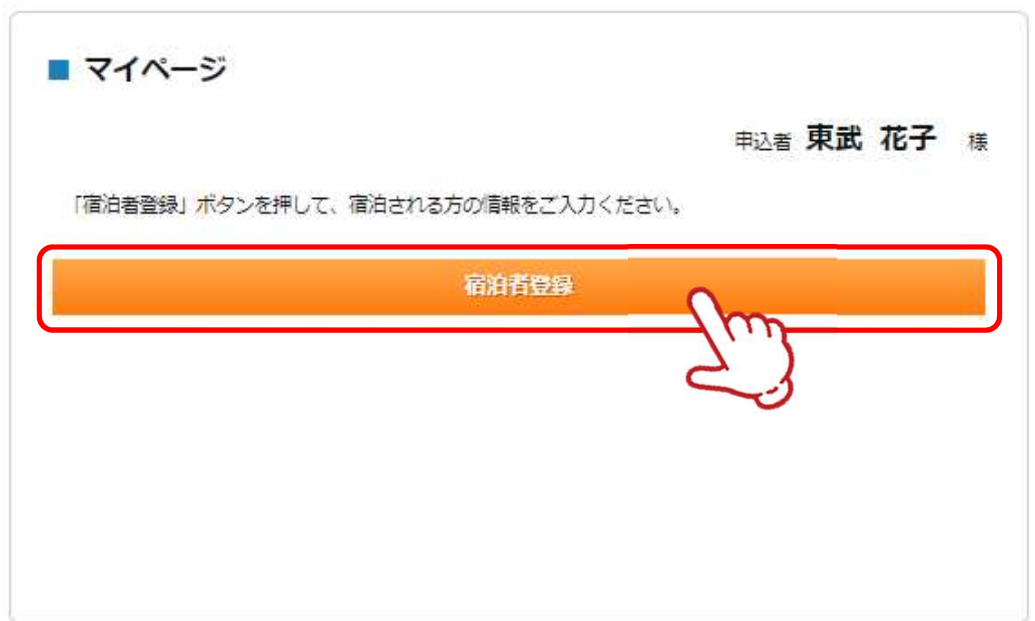 ■ マイページ
申込者 東武 花子 様
「宿泊者登録」ボタンを押して、宿泊される方の情報をご入力ください。
宿泊者登録